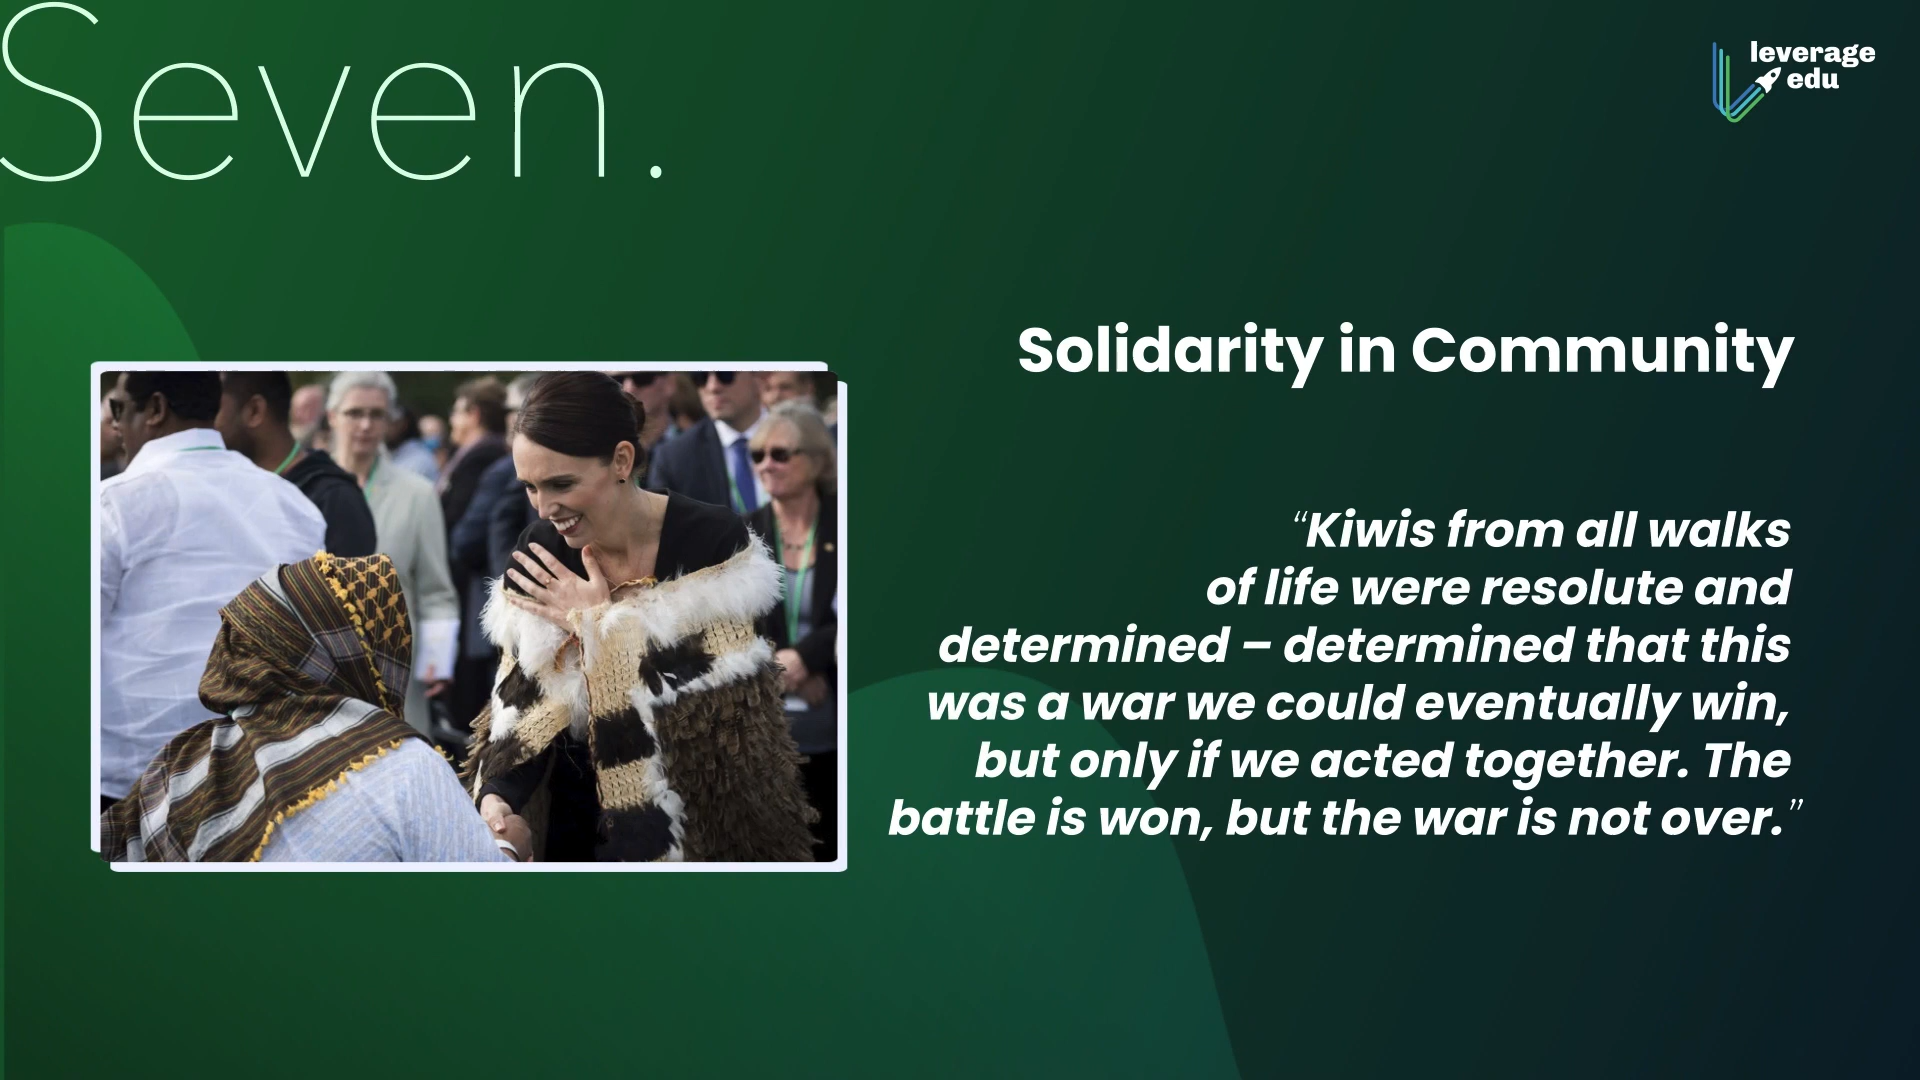 Seven.
leverage
edu
Solidarity in Community
"Kiwis from all walks
of life were resolute and
determined – determined that this
was a war we could eventually win,
but only if we acted together. The
battle is won, but the war is not over."